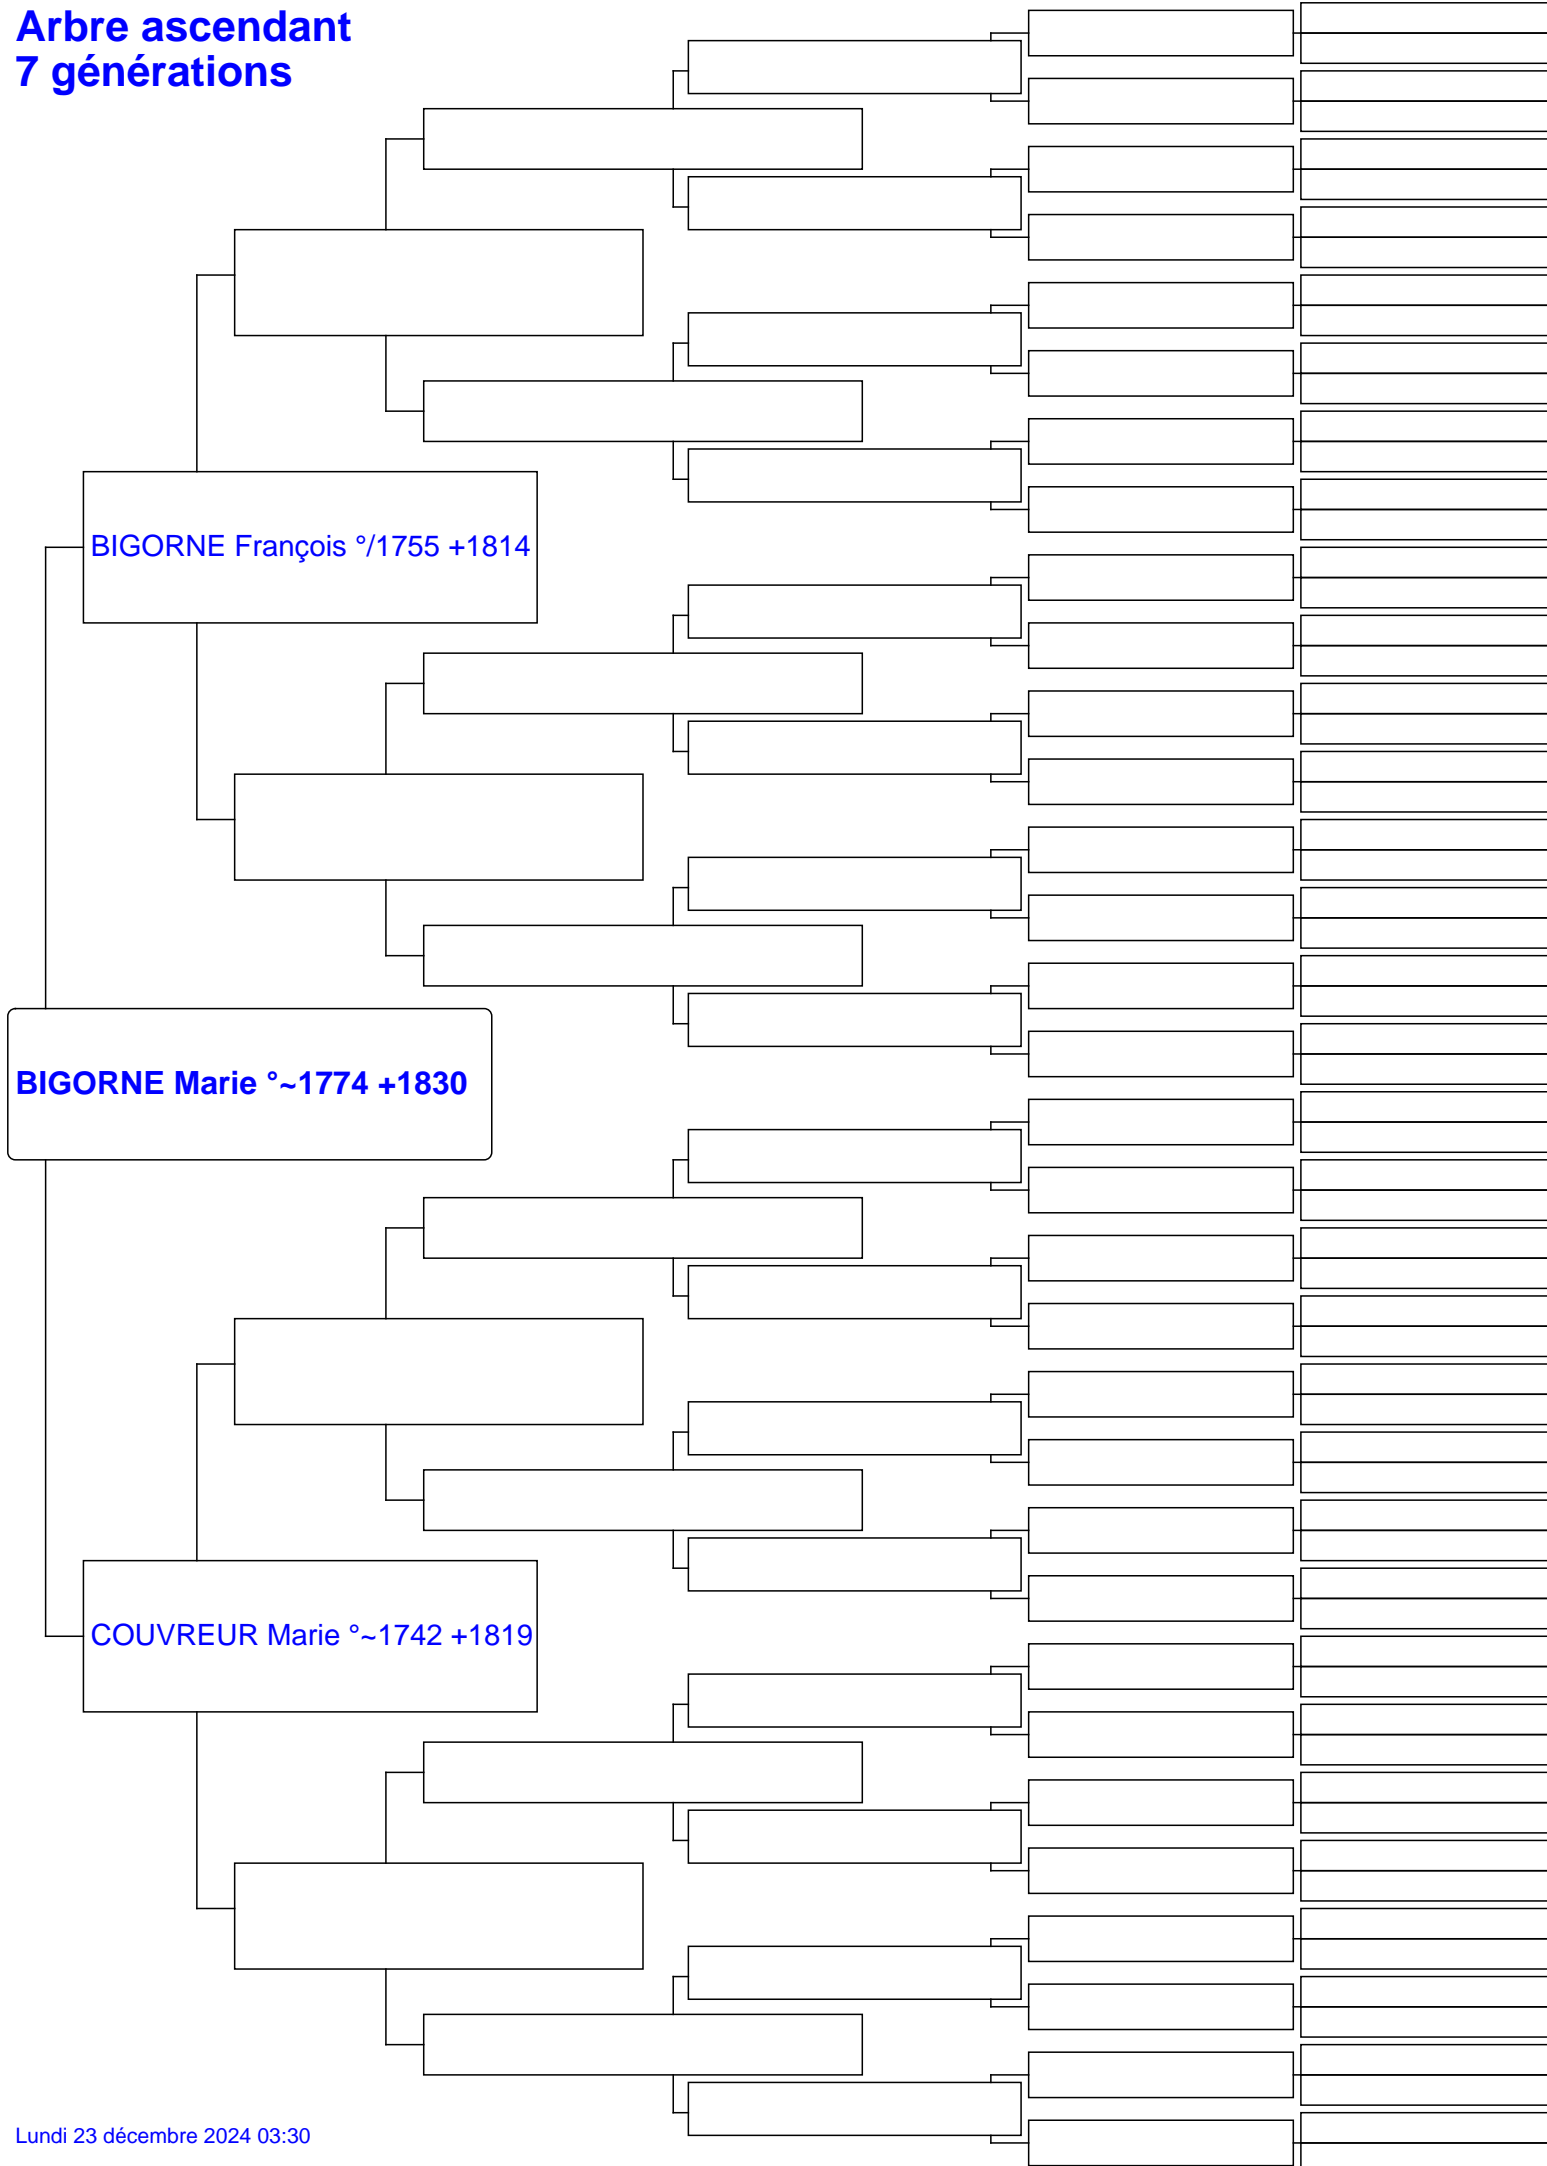 Arbre ascendant
7 générations
BIGORNE François °/1755 +1814
BIGORNE Marie °~1774 +1830
COUVREUR Marie °~1742 +1819
Lundi 23 décembre 2024 03:30